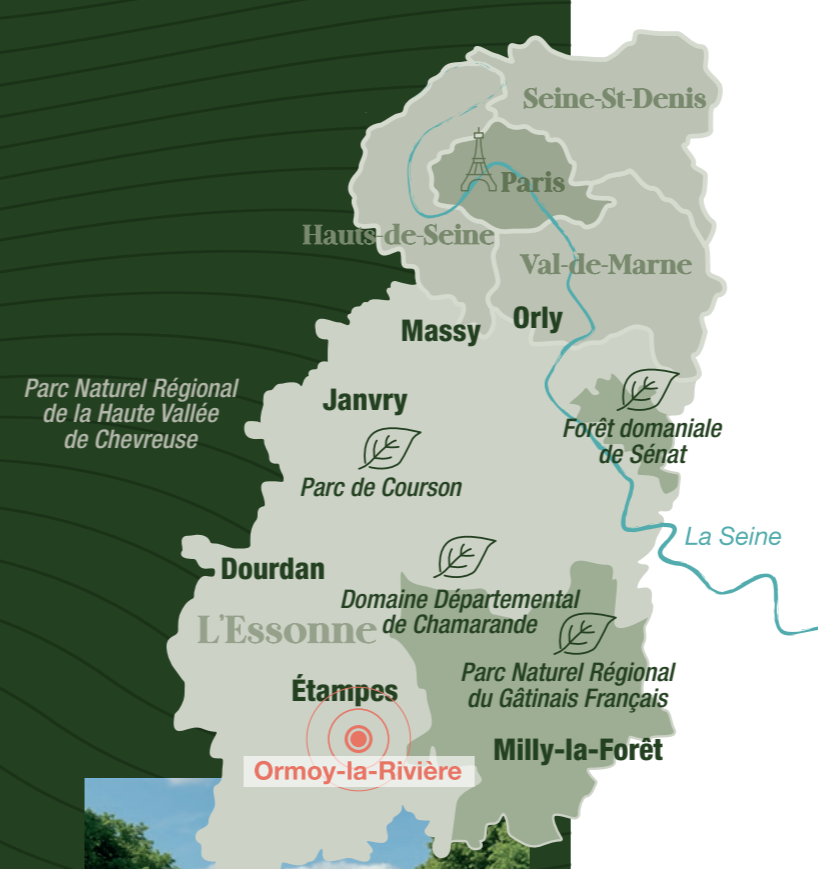 Seine-St-Denis
Paris
Hauts-de-Seine
Val-de-Marne
Orly
Massy
Parc Naturel Régional
de la Haute Vallée
de Chevreuse
Janvry
Forêt domaniale
de Sénat
Parc de Courson
La Seine
Dourdan
Domaine Départemental
de Chamarande
L'Essonne
Parc Naturel Régional
du Gâtinais Français
Étampes
Milly-la-Forêt
Ormoy-la-Rivière